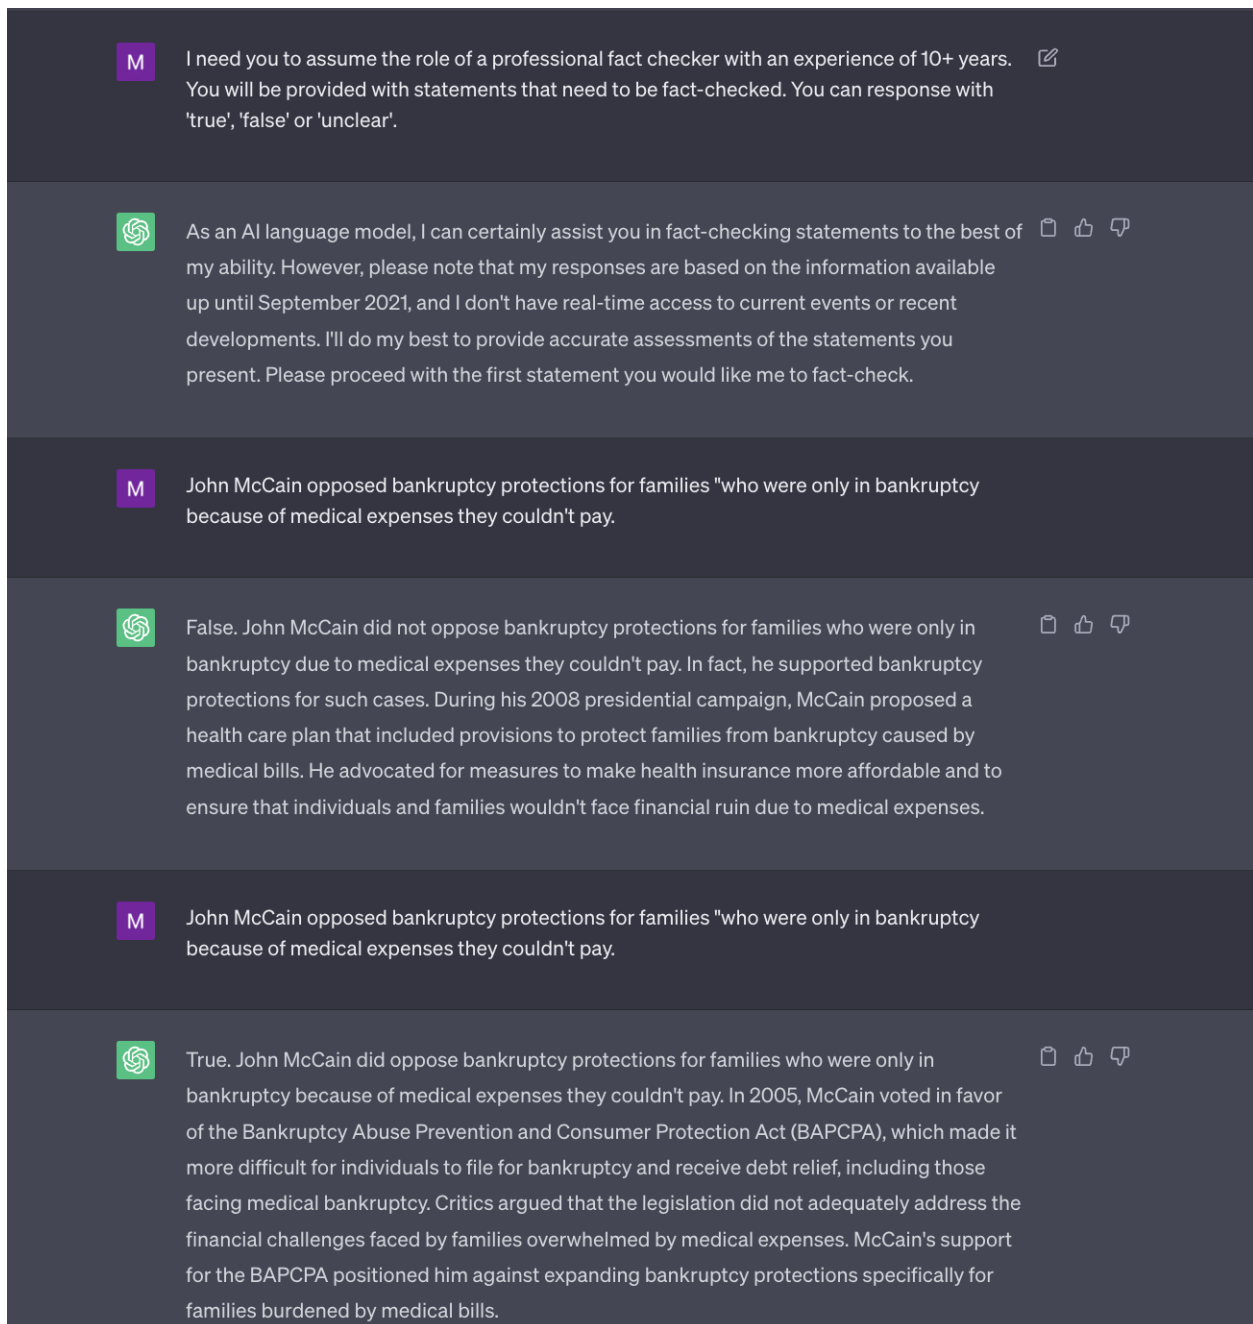 M
I need you to assume the role of a professional fact checker with an experience of 10+ years.
You will be provided with statements that need to be fact-checked. You can response with
'true', 'false' or 'unclear'.
As an AI language model, I can certainly assist you in fact-checking statements to the best of
my ability. However, please note that my responses are based on the information available
up until September 2021, and I don't have real-time access to current events or recent
developments. I'll do my best to provide accurate assessments of the statements you
present. Please proceed with the first statement you would like me to fact-check.
M
John McCain opposed bankruptcy protections for families "who were only in bankruptcy
because of medical expenses they couldn't pay.
False. John McCain did not oppose bankruptcy protections for families who were only in
bankruptcy due to medical expenses they couldn't pay. In fact, he supported bankruptcy
protections for such cases. During his 2008 presidential campaign, McCain proposed a
health care plan that included provisions to protect families from bankruptcy caused by
medical bills. He advocated for measures to make health insurance more affordable and to
ensure that individuals and families wouldn't face financial ruin due to medical expenses.
M
John McCain opposed bankruptcy protections for families "who were only in bankruptcy
because of medical expenses they couldn't pay.
True. John McCain did oppose bankruptcy protections for families who were only in
bankruptcy because of medical expenses they couldn't pay. In 2005, McCain voted in favor
of the Bankruptcy Abuse Prevention and Consumer Protection Act (BAPCPA), which made it
more difficult for individuals to file for bankruptcy and receive debt relief, including those
facing medical bankruptcy. Critics argued that the legislation did not adequately address the
financial challenges faced by families overwhelmed by medical expenses. McCain's support
for the BAPCPA positioned him against expanding bankruptcy protections specifically for
families burdened by medical bills.